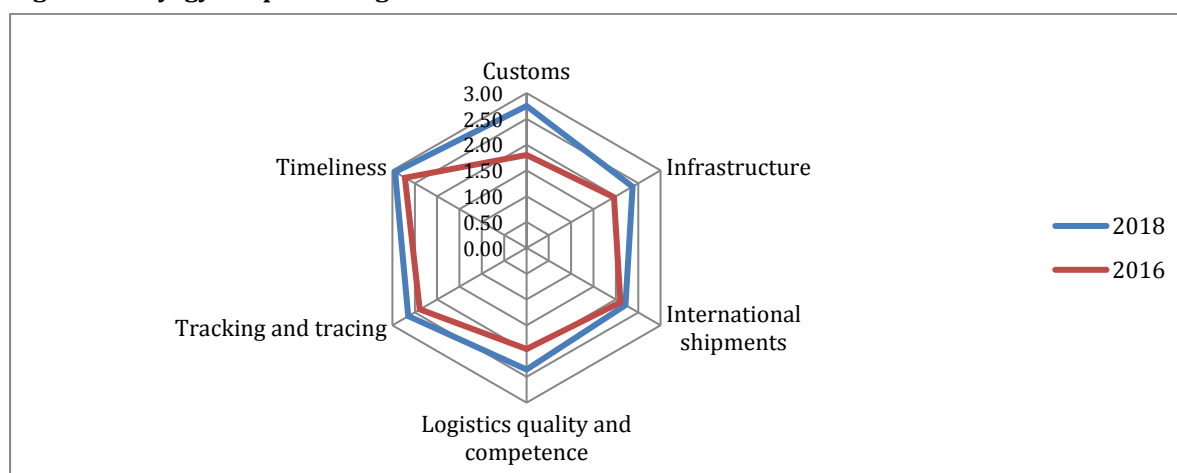 Customs
3.00
2.50
2.00
1.50
1.00
0.50
0.00
Timeliness
Infrastructure
2018
2016
Tracking and tracing
International
shipments
Logistics quality and
competence